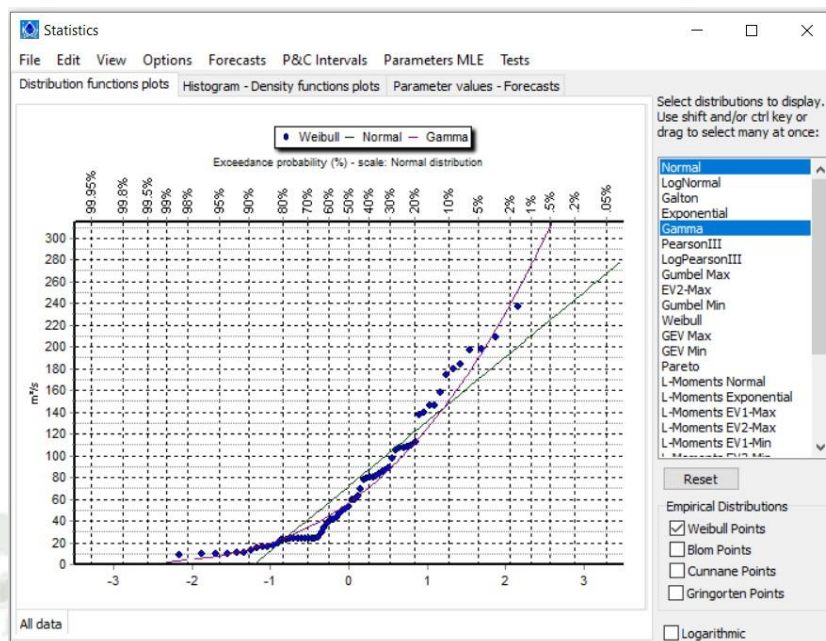 Statistics
File Edit View Options Forecasts P&C Intervals Parameters MLE Tests
Distribution functions plots Histogram - Density functions plots Parameter values - Forecasts
Weibull Normal Gamma
Exceedance probability (%) - scale: Normal distribution
99.95% 99.8% 99.5% 99% 98% 95% 90% 80% 70% 60% 50% 40% 30% 20% 10% 5% 2% 1% .5% .2% .05%
300
280
260
240
220
200
180
160
140
120
100
80
60
40
20
0
m³/s
-3 -2 -1 0 1 2 3
All data
Select distributions to display.
Use shift and/or ctrl key or
drag to select many at once:
Normal
LogNormal
Galton
Exponential
Gamma
PearsonIII
LogPearsonIII
Gumbel Max
EV2-Max
Gumbel Min
Weibull
GEV Max
GEV Min
Pareto
L-Moments Normal
L-Moments Exponential
L-Moments EV1-Max
L-Moments EV2-Max
L-Moments EV1-Min
Reset
Empirical Distributions
Weibull Points
Blom Points
Cunnane Points
Gringorten Points
Logarithmic